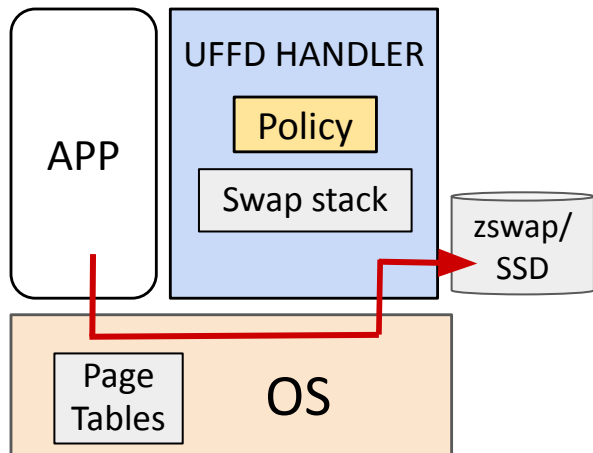 UFFD HANDLER
Policy
APP
Swap stack
zswap/
SSD
Page
Tables
OS